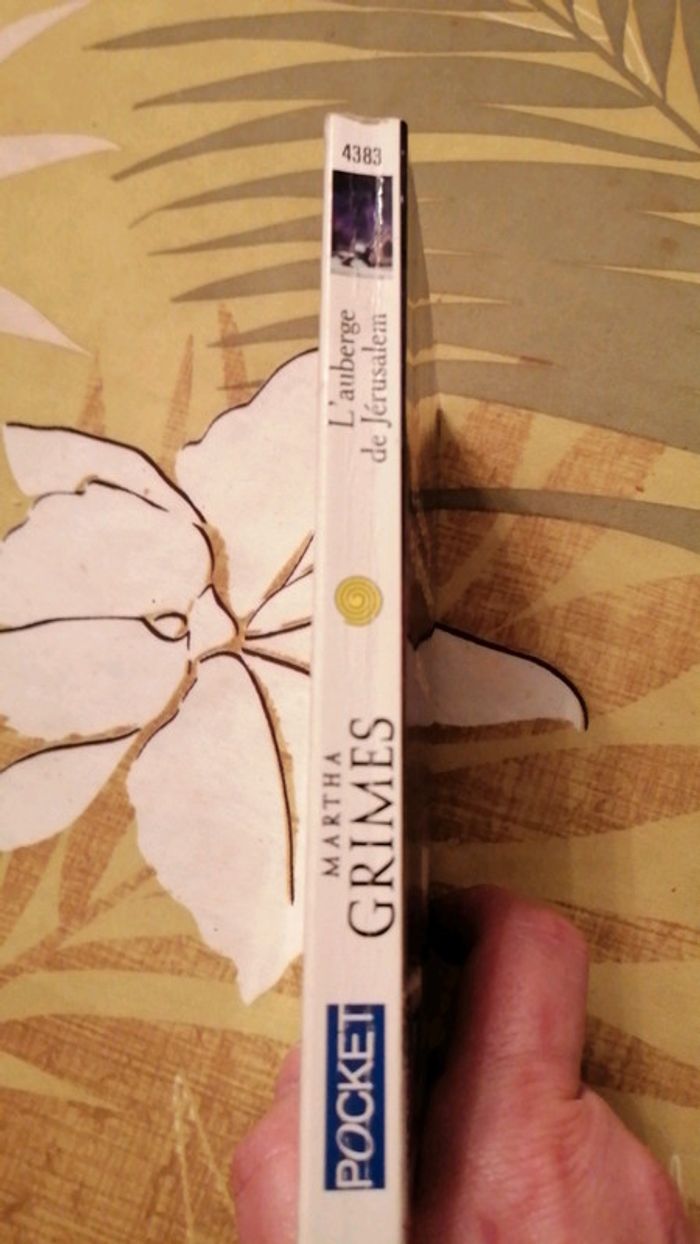 4383
L'auberge
de Jérusalem
MARTHA
GRIMES
POCKET